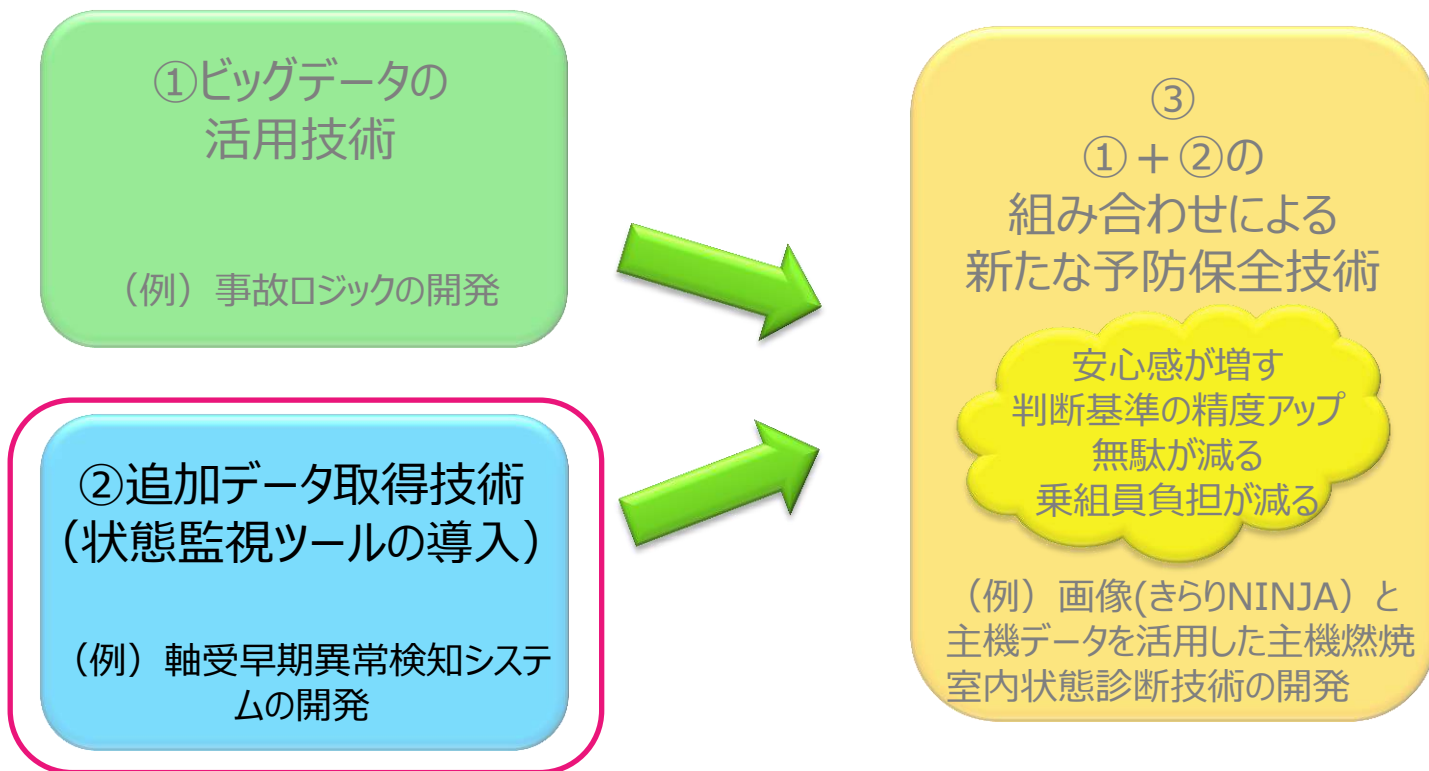 ①ビッグデータの
活用技術
（例）事故ロジックの開発
②追加データ取得技術
（状態監視ツールの導入）
（例）軸受早期異常検知システ
ムの開発
③
①＋②の
組み合わせによる
新たな予防保全技術
安心感が増す
判断基準の精度アップ
無駄が減る
乗組員負担が減る
（例）画像(きらりNINJA）と
主機データを活用した主機燃焼
室内状態診断技術の開発